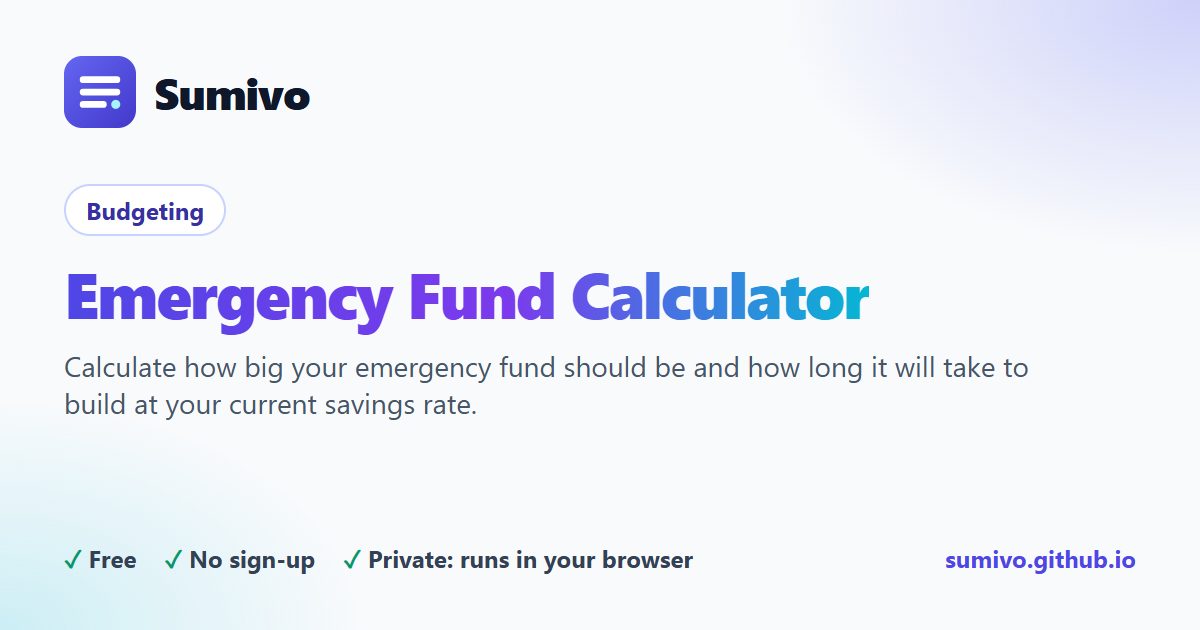 Sumivo
Budgeting
Emergency Fund Calculator
Calculate how big your emergency fund should be and how long it will take to
build at your current savings rate.
✓ Free ✓ No sign-up ✓ Private: runs in your browser
sumivo.github.io